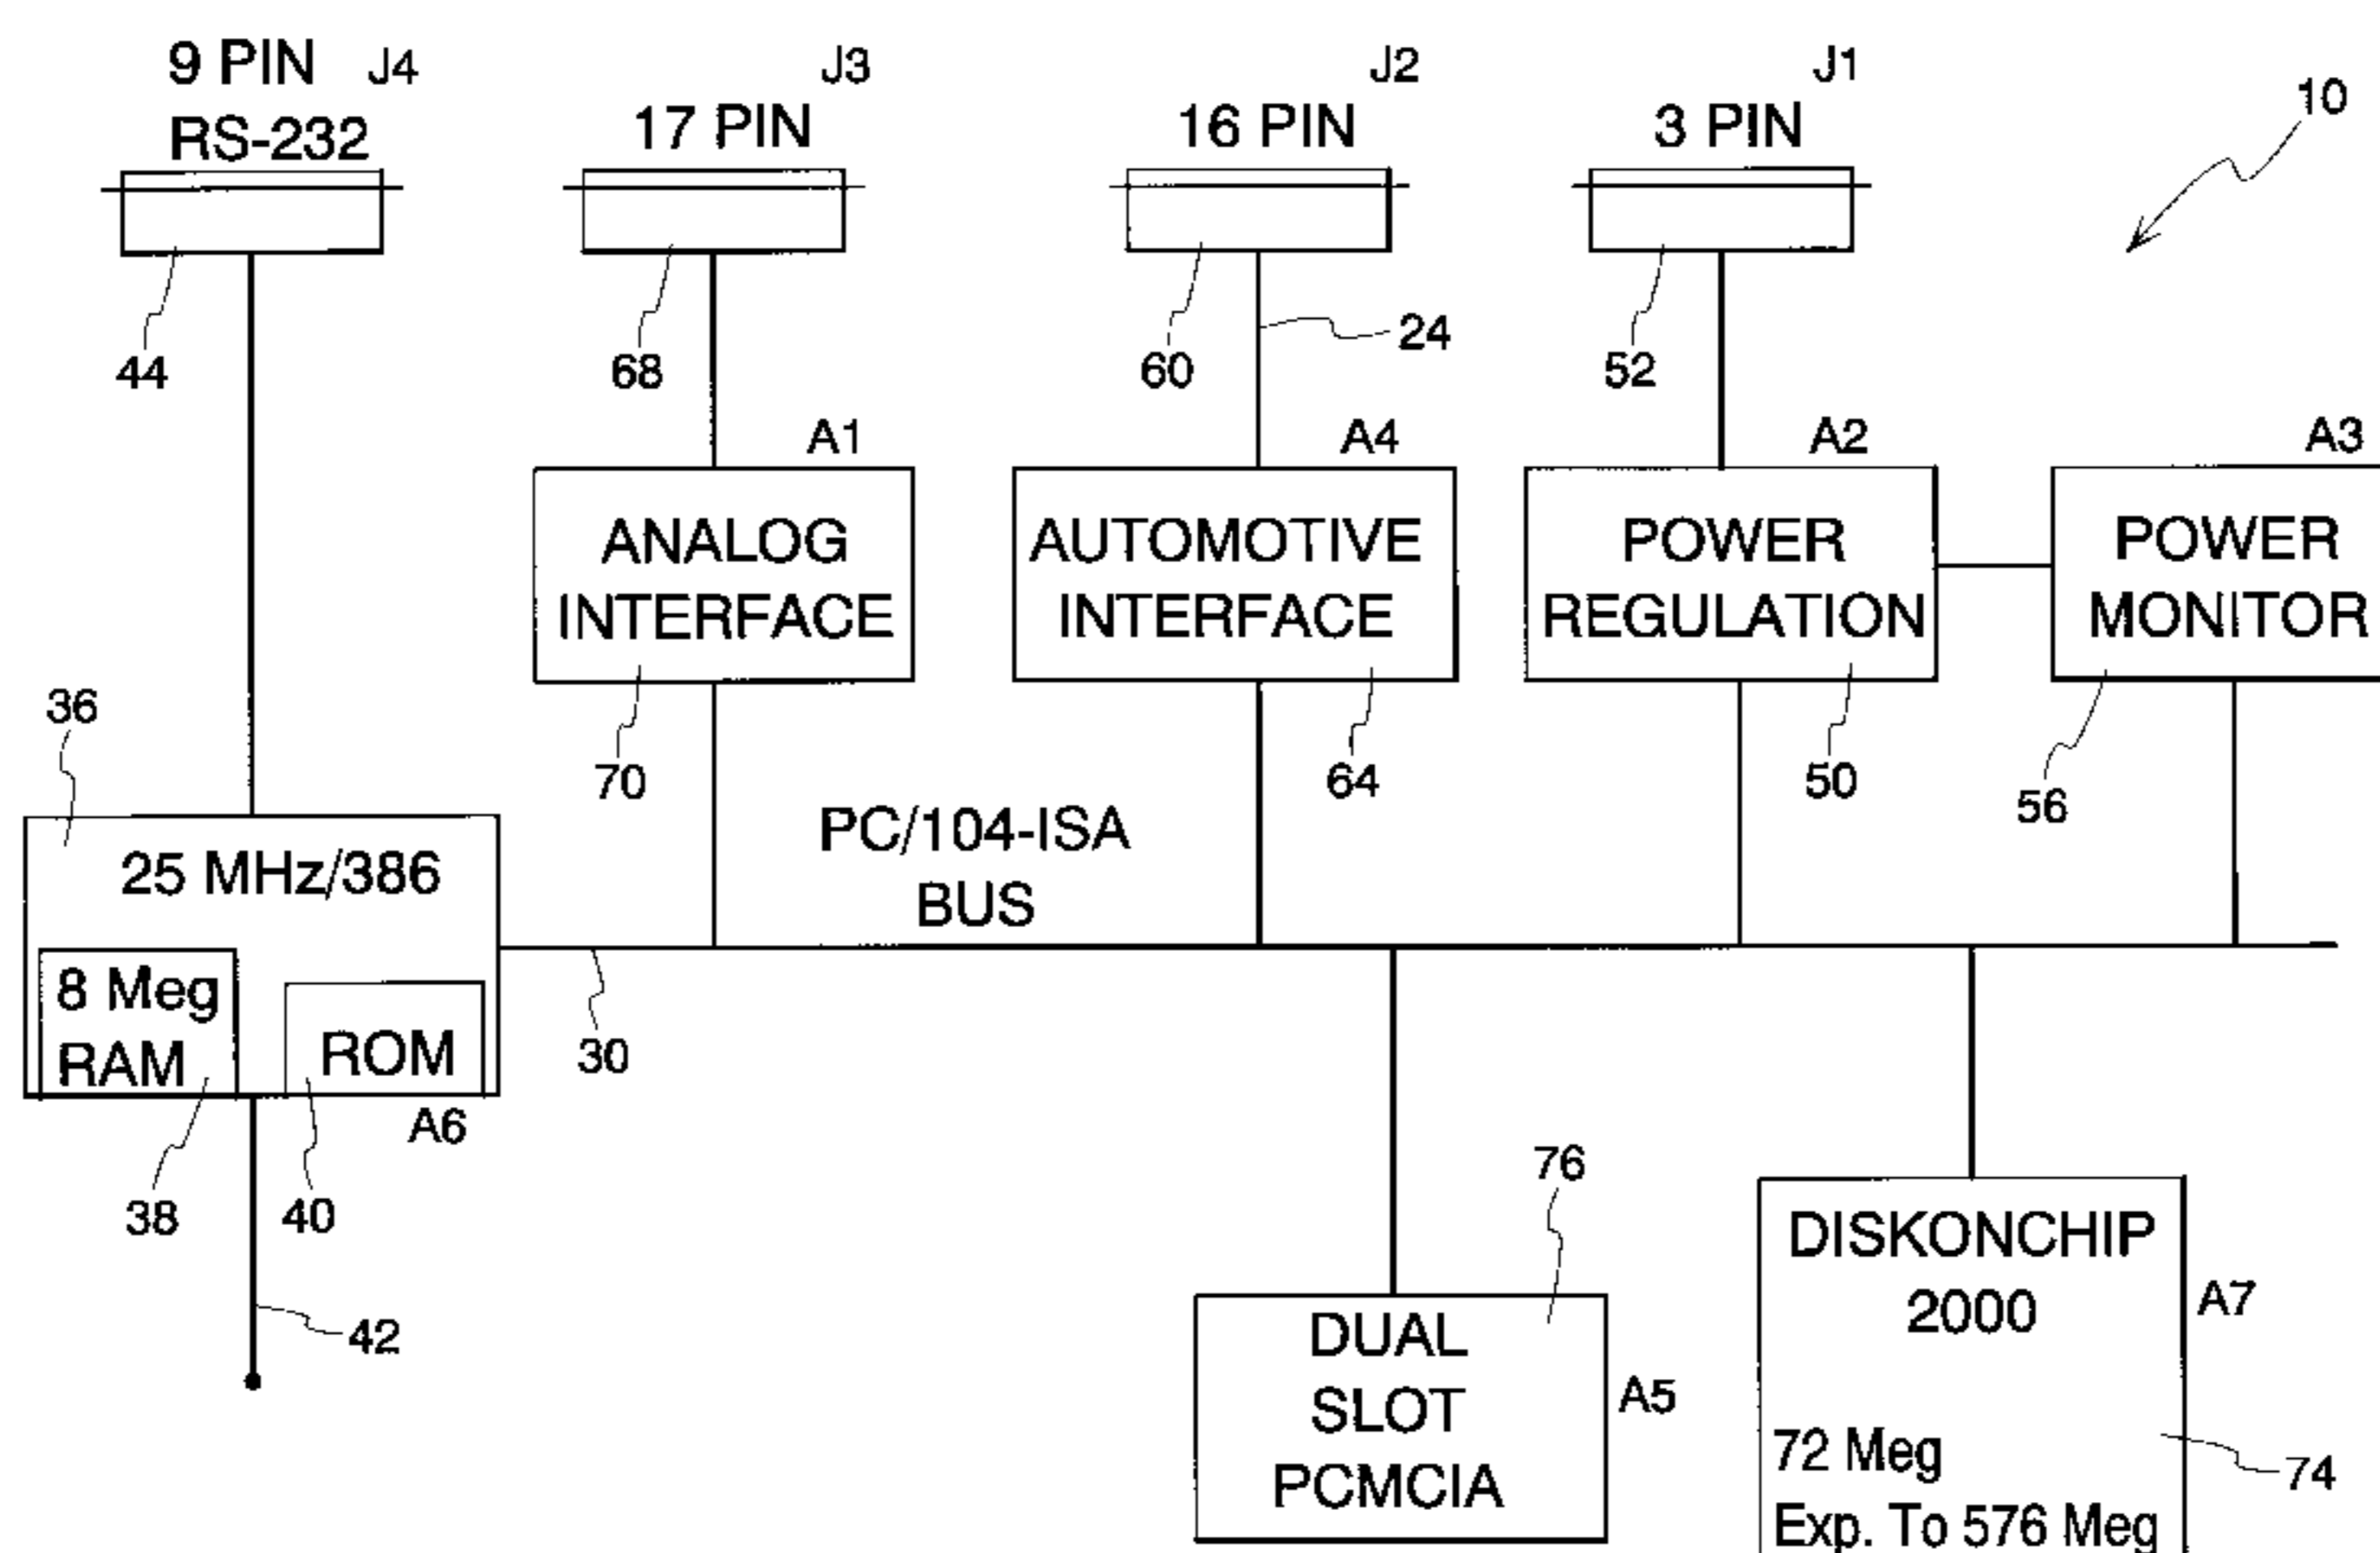 9 PIN J4
RS-232
J3
17 PIN
J2
16 PIN
J1
3 PIN
10
44
68
60
24
52
A1
ANALOG
INTERFACE
70
A4
AUTOMOTIVE
INTERFACE
64
A2
POWER
REGULATION
50
A3
POWER
MONITOR
56
36
25 MHz/386
8 Meg
RAM
ROM
A6
38
40
42
PC/104-ISA
BUS
30
76
DUAL
SLOT
PCMCIA
A5
DISKONCHIP
2000
A7
72 Meg
Exp. To 576 Meg
74